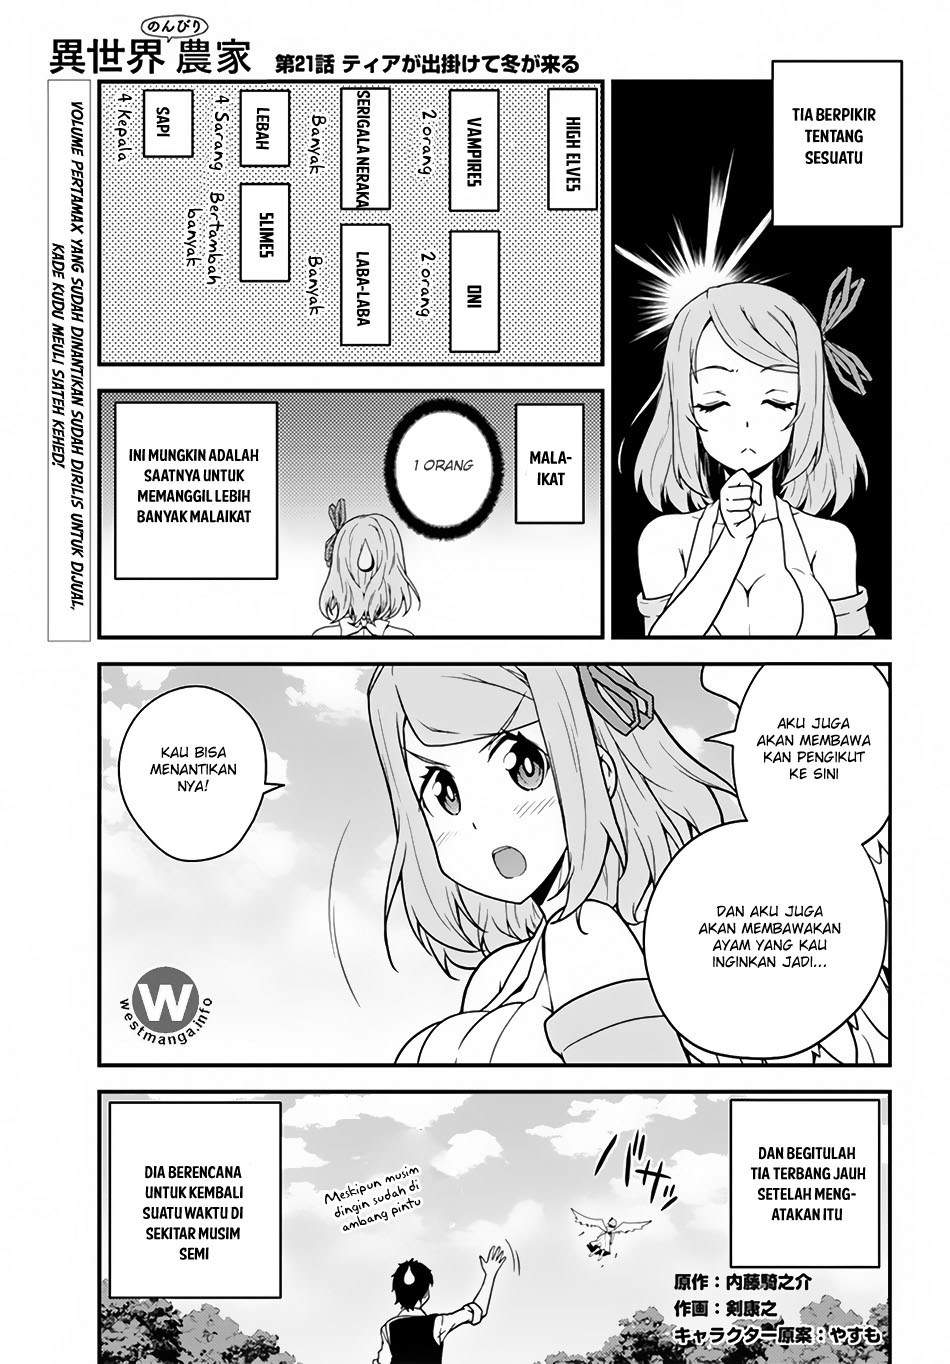 のんびり
異世界農家
第21話 ティアが出掛けて冬が来る
TIA BERPIKIR
TENTANG
SESUATU
HIGH ELVES
VAMPIRES
2 orang
ONI
2 orang
SERIGALA NERAKA
Banyak
LABA-LABA
Banyak
LEBAH
4 Sarang
SLIMES
Bertambah
banyak
SAPI
4 Kepala
VOLUME PERTAMAX YANG SUDAH DINANTIKAN SUDAH DIRILIS UNTUK DIJUAL,
KADE KUDU MEULI SIATEH KEHED!
MALA-
IKAT
1 ORANG
INI MUNGKIN ADALAH
SAATNYA UNTUK
MEMANGGIL LEBIH
BANYAK MALAIKAT
AKU JUGA
AKAN MEMBAWA
KAN PENGIKUT
KE SINI
DAN AKU JUGA
AKAN MEMBAWAKAN
AYAM YANG KAU
INGINKAN JADI...
KAU BISA
MENANTIKAN
NYA!
W
westmanga.info
DAN BEGITULAH
TIA TERBANG JAUH
SETELAH MENG-
ATAKAN ITU
Meskipun musim
dingin sudah di
ambang pintu
DIA BERENCANA
UNTUK KEMBALI
SUATU WAKTU DI
SEKITAR MUSIM
SEMI
原作：内藤騎之介
作画：剣康之
キャラクター原案：やすも